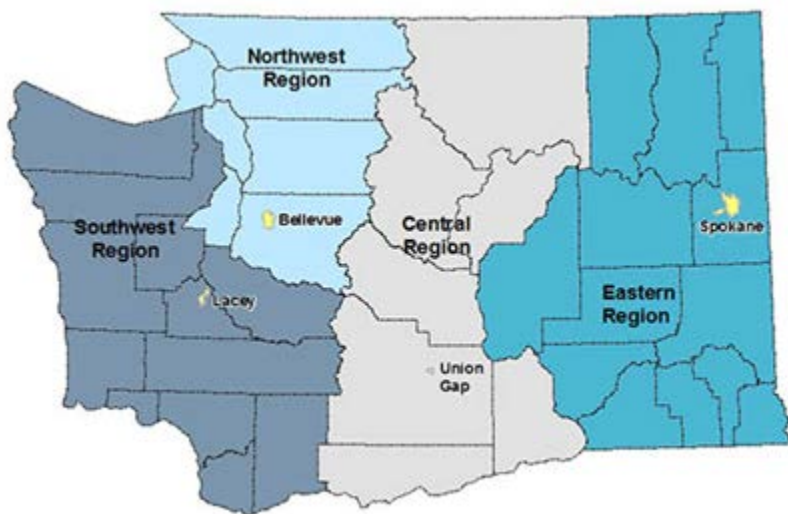 Northwest
Region
Southwest
Region
Bellevue
Central
Region
Spokane
Lacey
Eastern
Region
Union
Gap